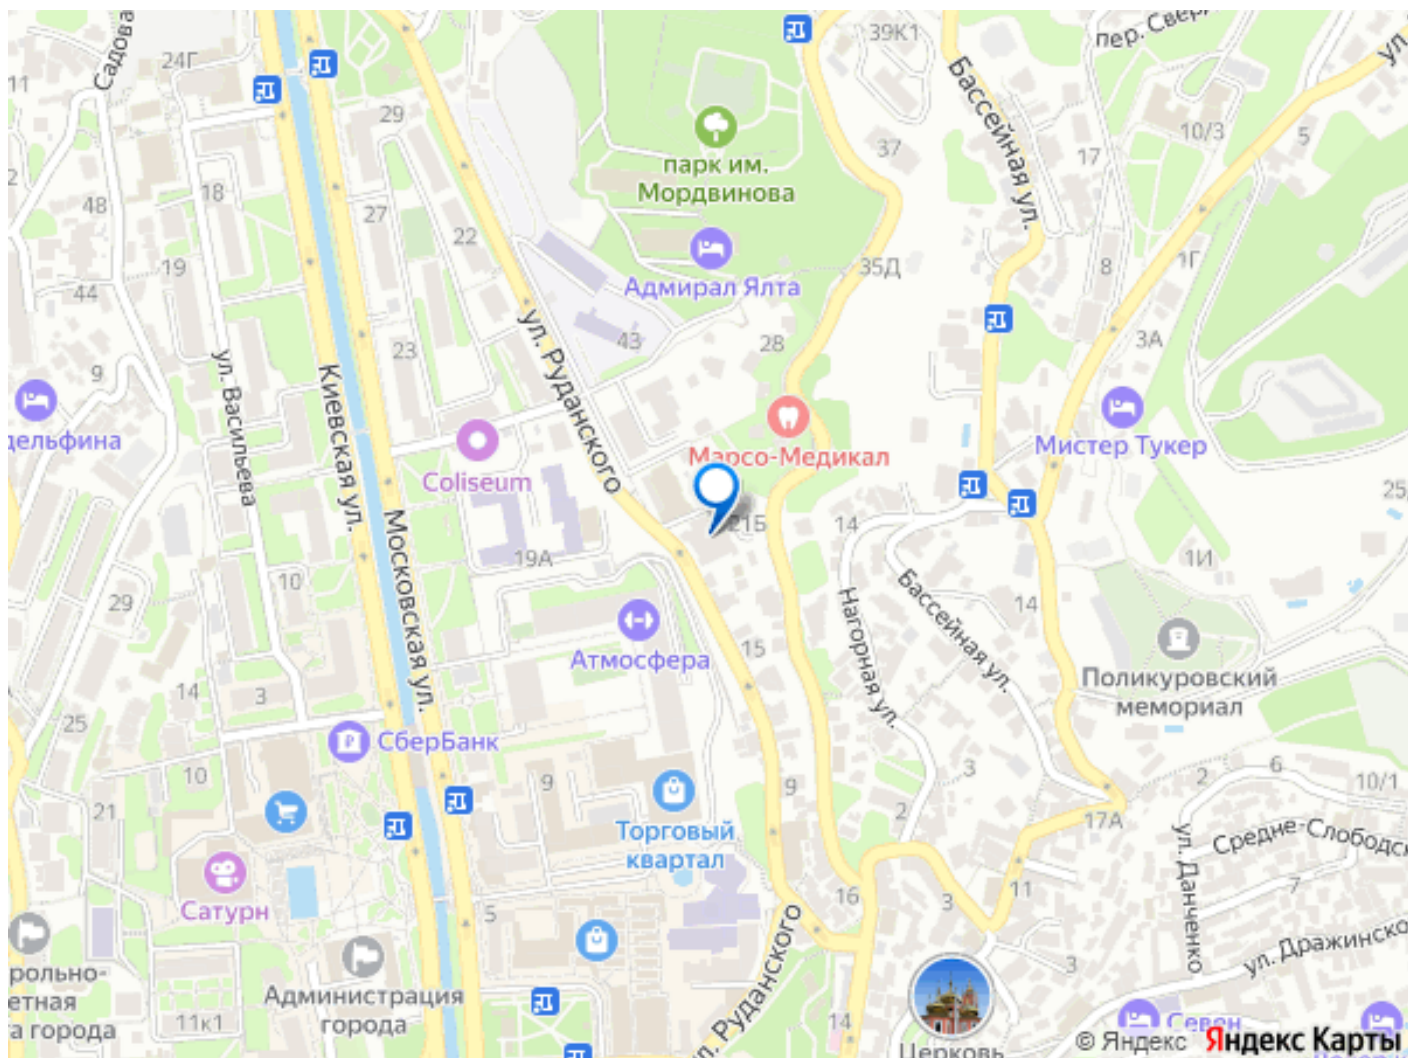 Садова
24Г
11
29
39К1
Бассейная ул.
пер. Сверд
ул.
10/3
5
17
парк им.
Мордвинова
37
18
48
27
22
19
44
Адмирал Ялта
35Д
8
1Г
ул. Руданского
43
28
3А
23
9
ул. Васильева
Киевская ул.
дельфина
Coliseum
Марсо-Медикал
Мистер Тукер
Московская ул.
21Б
14
19А
10
29
25
1И
Нагорная ул.
Бассейная ул.
14
Атмосфера
15
Поликуровский
мемориал
14
3
25
СберБанк
10
9
9
3
2
2
6
10/1
21
Торговый
квартал
17А
ул. Данченко
Средне-Слободск
7
Сатурн
5
16
3
11
ул. Руданского
ул. Дражинско
3
рольно-
етная
а города
Администрация
города
11к1
14
Церковь
Севен
© Яндекс Яндекс Карты